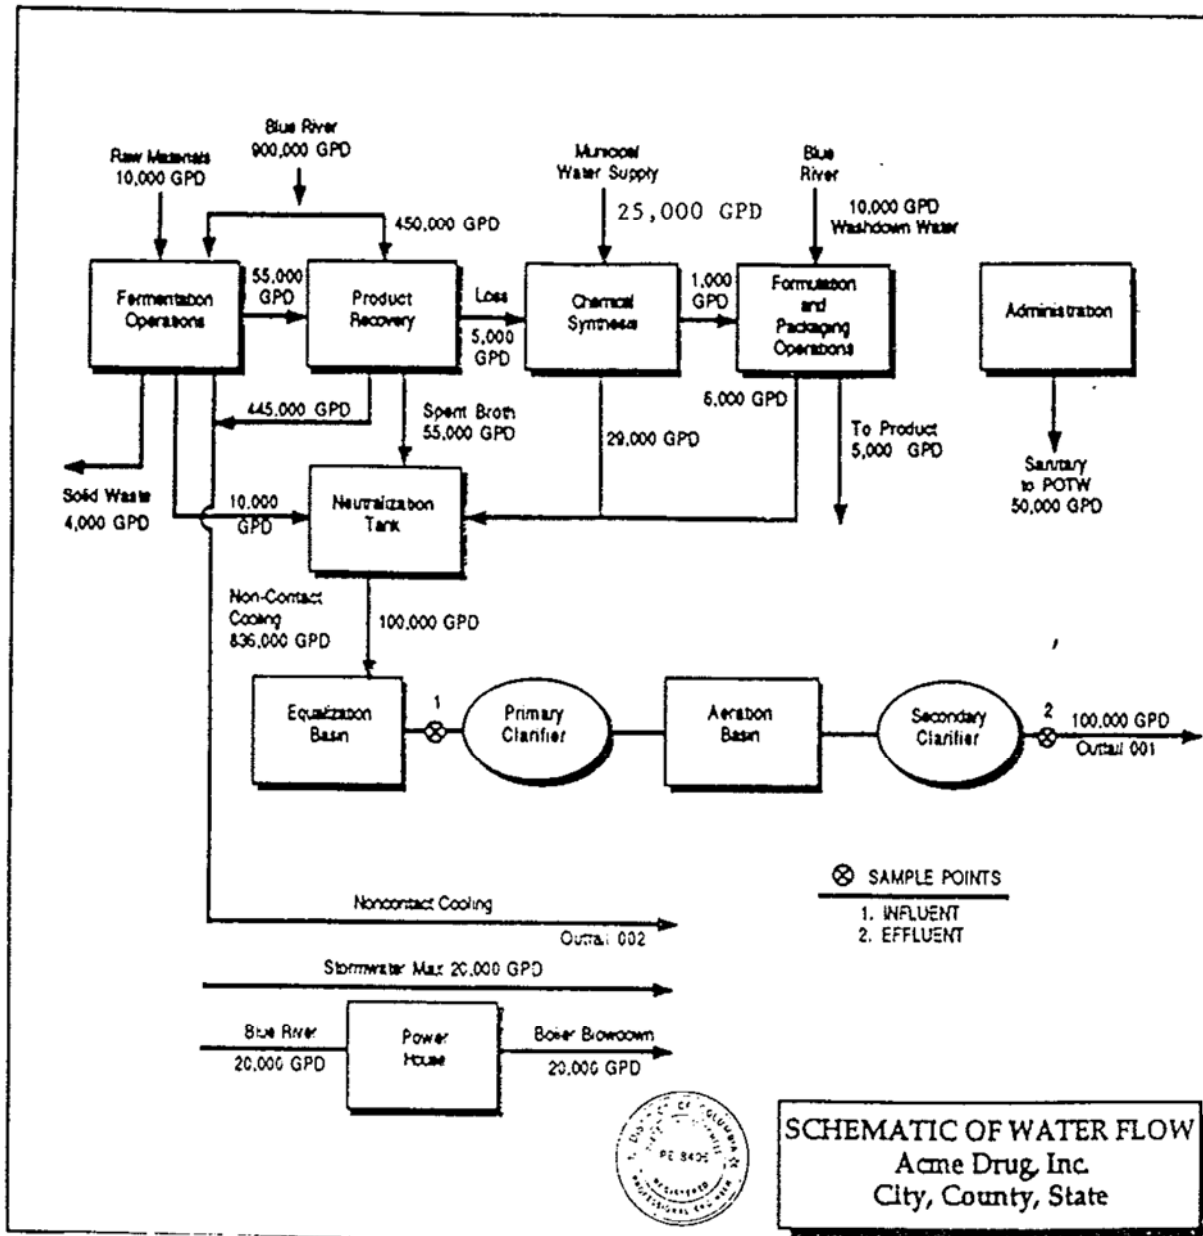 Blue River
900,000 GPD
Raw Materials
10,000 GPD
Municipal
Water Supply
25,000 GPD
Blue
River
10,000 GPD
Washdown Water
450,000 GPD
Fermentation
Operations
55,000
GPD
Product
Recovery
Loss
5,000
GPD
Chemical
Synthesis
1,000
GPD
Formulation
and
Packaging
Operations
Administration
445,000 GPD
Spent Broth
55,000 GPD
29,000 GPD
6,000 GPD
To Product
5,000 GPD
Sanitary
to POTW
50,000 GPD
Solid Waste
4,000 GPD
10,000
GPD
Neutralization
Tank
Non-Contact
Cooling
836,000 GPD
100,000 GPD
Equalization
Basin
1
Primary
Clarifier
Aeration
Basin
Secondary
Clarifier
2
100,000 GPD
Outfall 001
SAMPLE POINTS
1. INFLUENT
2. EFFLUENT
Noncontact Cooling
Outfall 002
Stormwater Max 20,000 GPD
Blue River
20,000 GPD
Power
House
Boiler Blowdown
20,000 GPD
DISTRICT OF COLUMBIA
REGISTERED
PROFESSIONAL ENGINEER
SCHEMATIC OF WATER FLOW
Acme Drug, Inc.
City, County, State